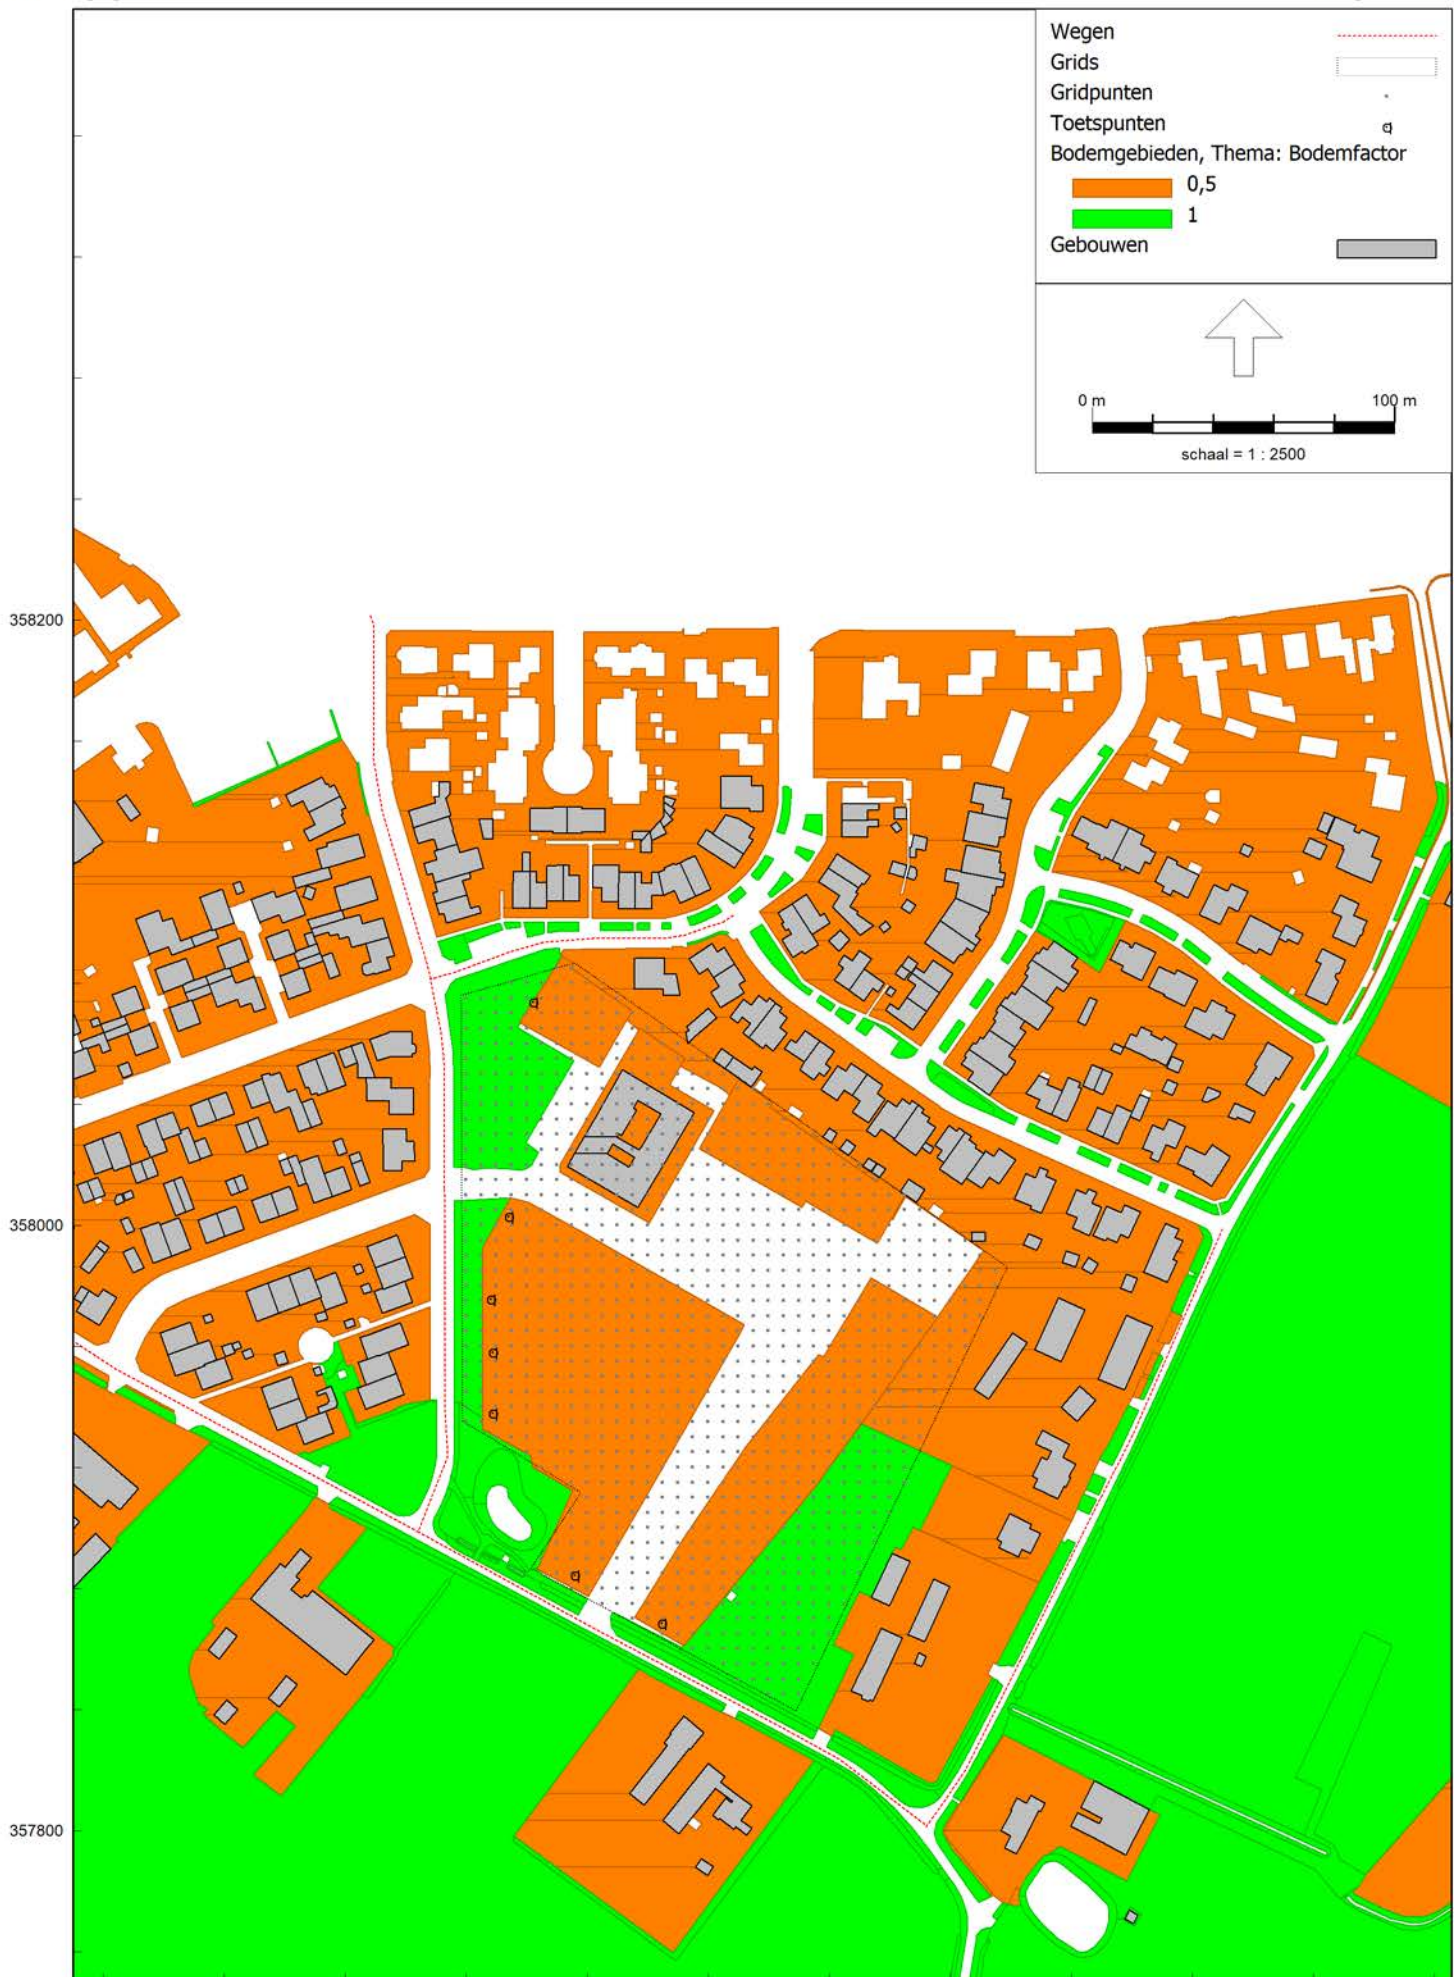 Wegen
Grids
Gridpunten
Toetspunten
Bodemgebieden, Thema: Bodemfactor
0,5
1
Gebouwen
0 m 100 m
schaal = 1 : 2500
358200
358000
357800